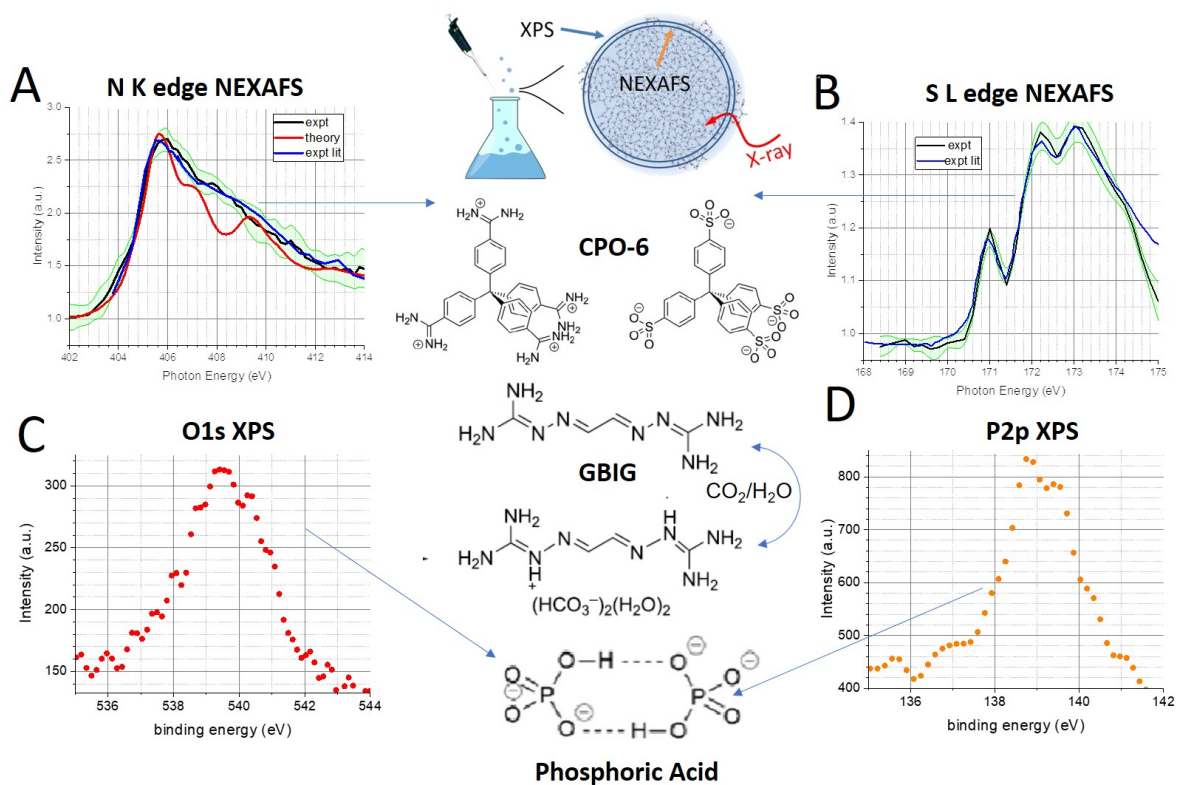 XPS
NEXAFS
X-ray
A
N K edge NEXAFS
expt
theory
expt lit
3.0
2.5
2.0
1.5
1.0
Intensity (a.u.)
402 404 406 408 410 412 414
Photon Energy (eV)
B
S L edge NEXAFS
expt
expt lit
1.4
1.3
1.2
1.1
1.0
Intensity (a.u)
168 169 170 171 172 173 174 175
Photon Energy (eV)
CPO-6
C
O1s XPS
300
250
200
150
Intensity (a.u.)
536 538 540 542 544
binding energy (eV)
GBIG
CO₂/H₂O
(HCO₃⁻)₂(H₂O)₂
Phosphoric Acid
D
P2p XPS
800
700
600
500
400
Intensity (a.u.)
136 138 140 142
binding energy (eV)